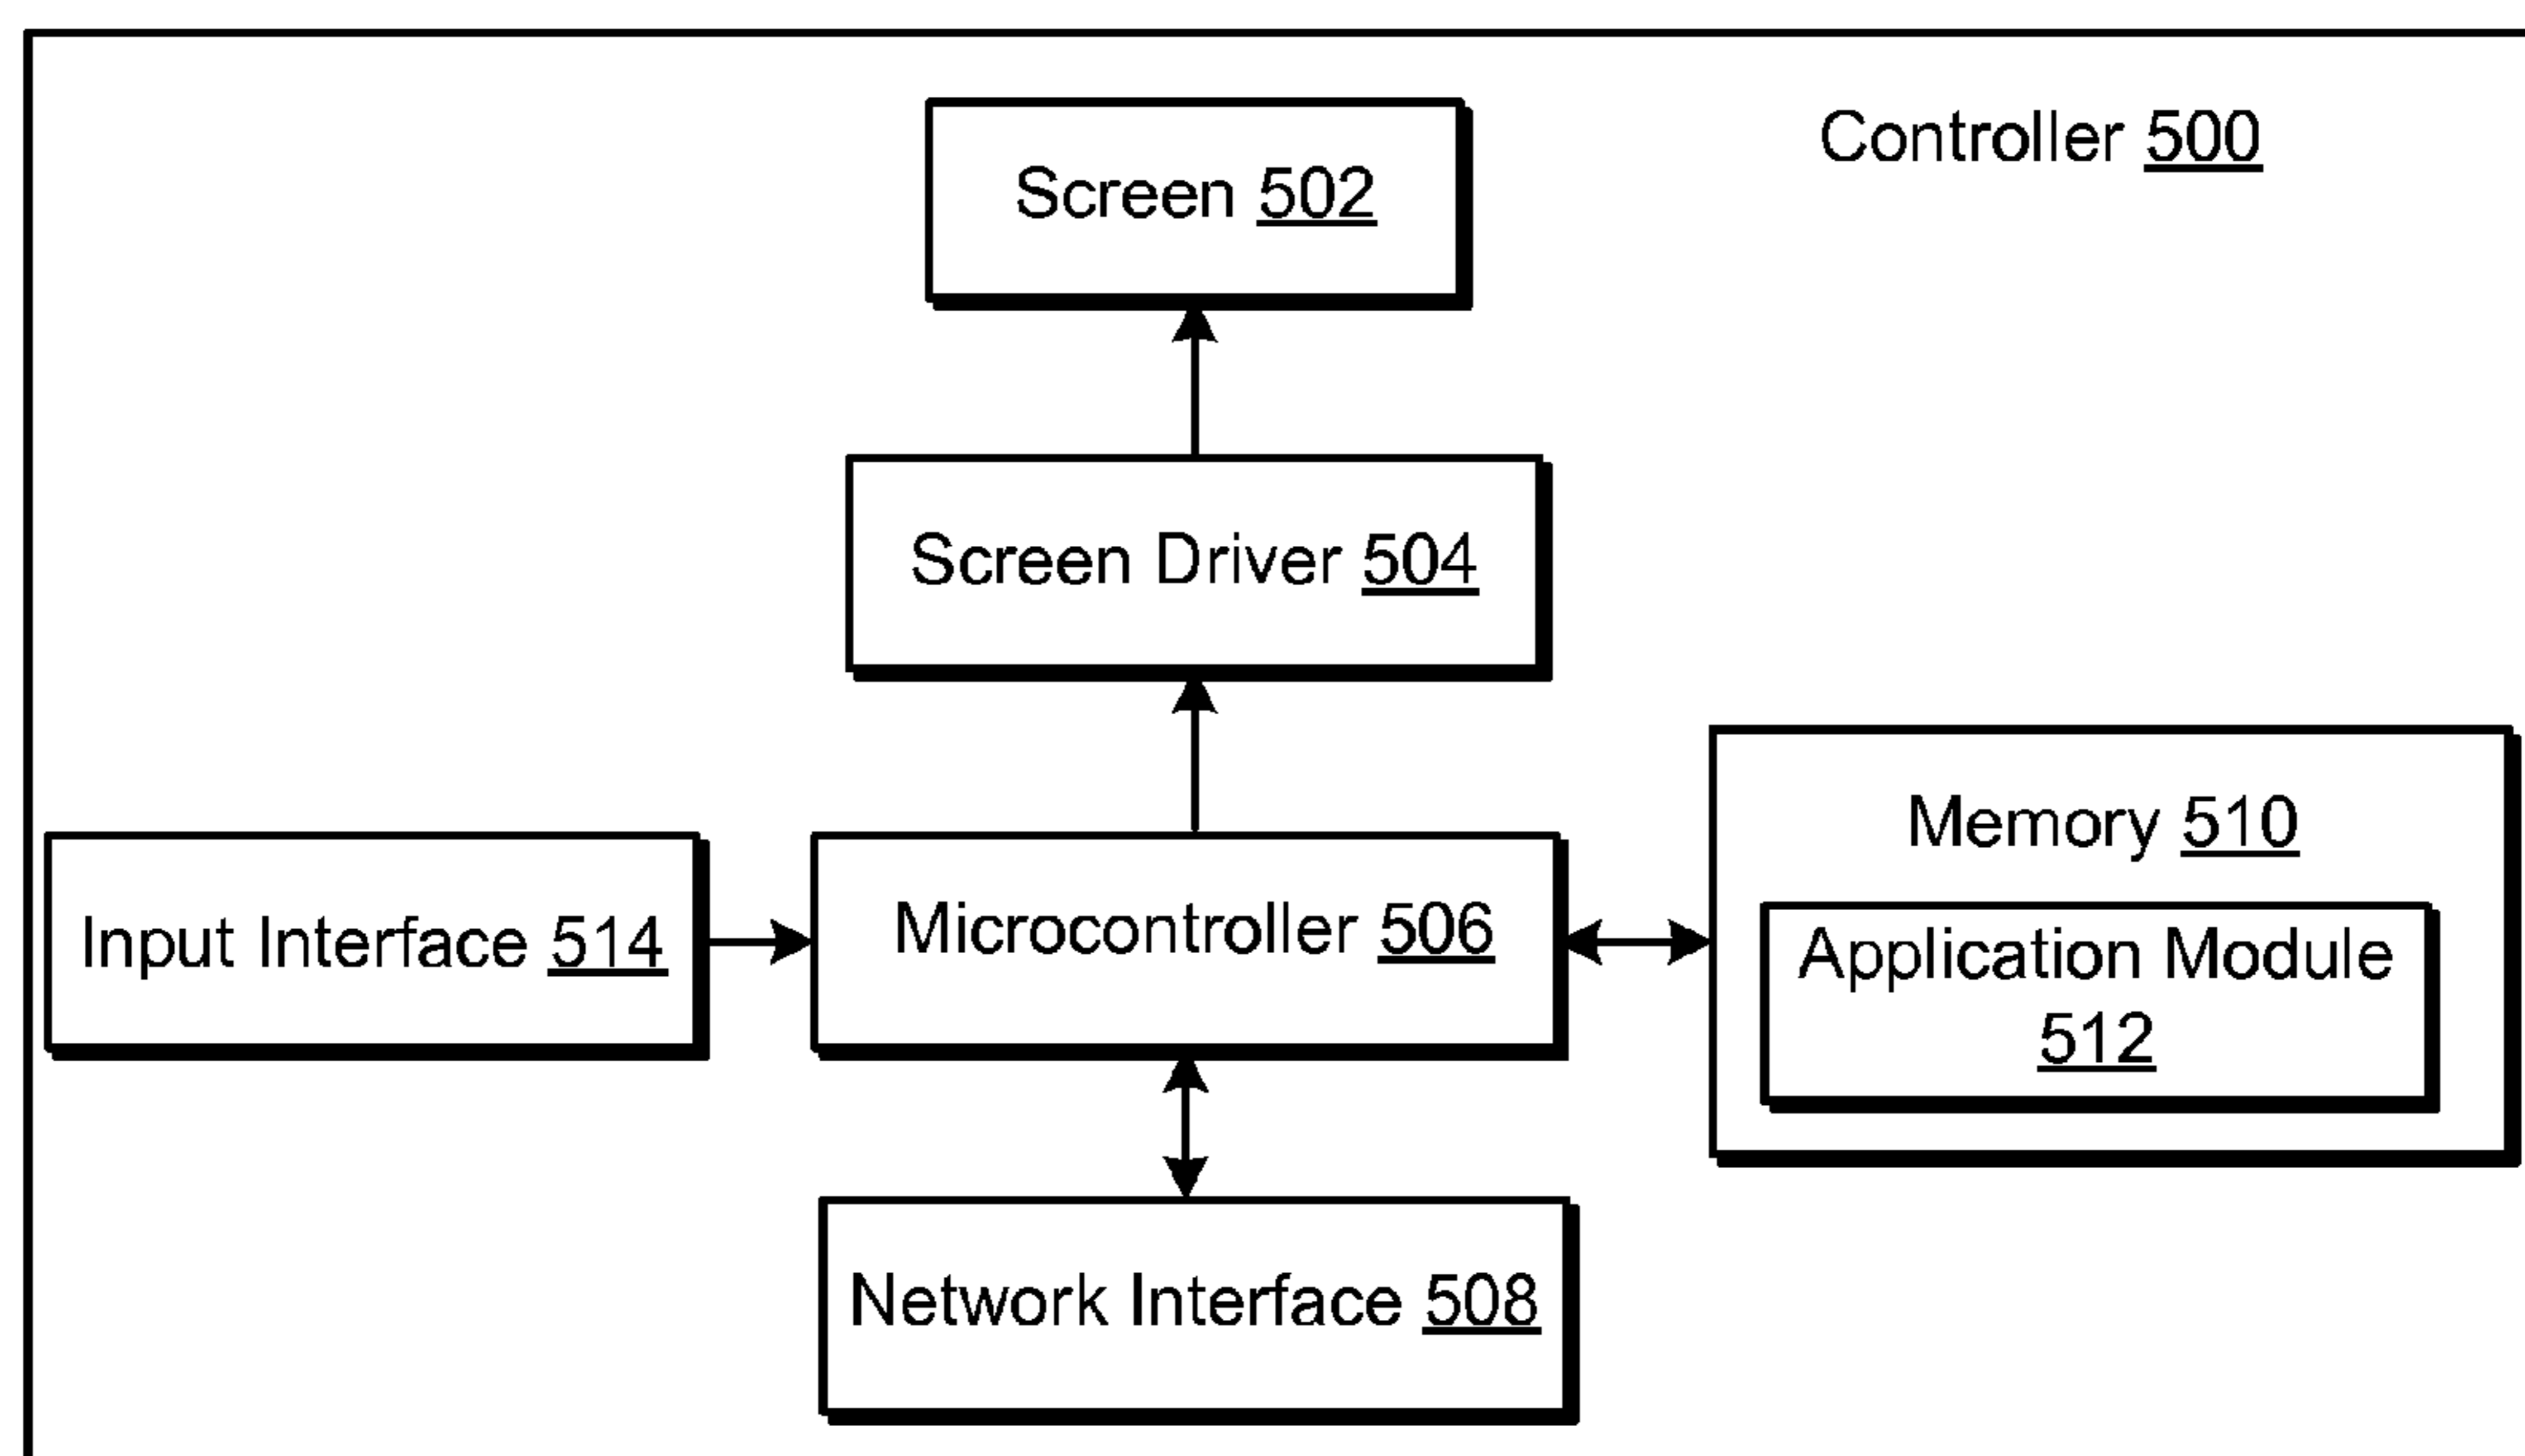 Controller 500
Screen 502
Screen Driver 504
Memory 510
Input Interface 514
Microcontroller 506
Application Module
512
Network Interface 508